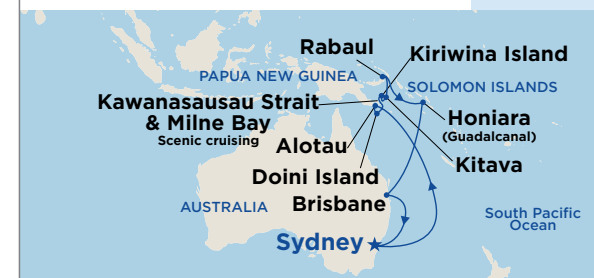 Rabaul
Kiriwina Island
PAPUA NEW GUINEA
SOLOMON ISLANDS
Kawanasausau Strait
& Milne Bay
Scenic cruising
Honiara
(Guadalcanal)
Alotau
Kitava
Doini Island
Brisbane
AUSTRALIA
South Pacific
Ocean
Sydney